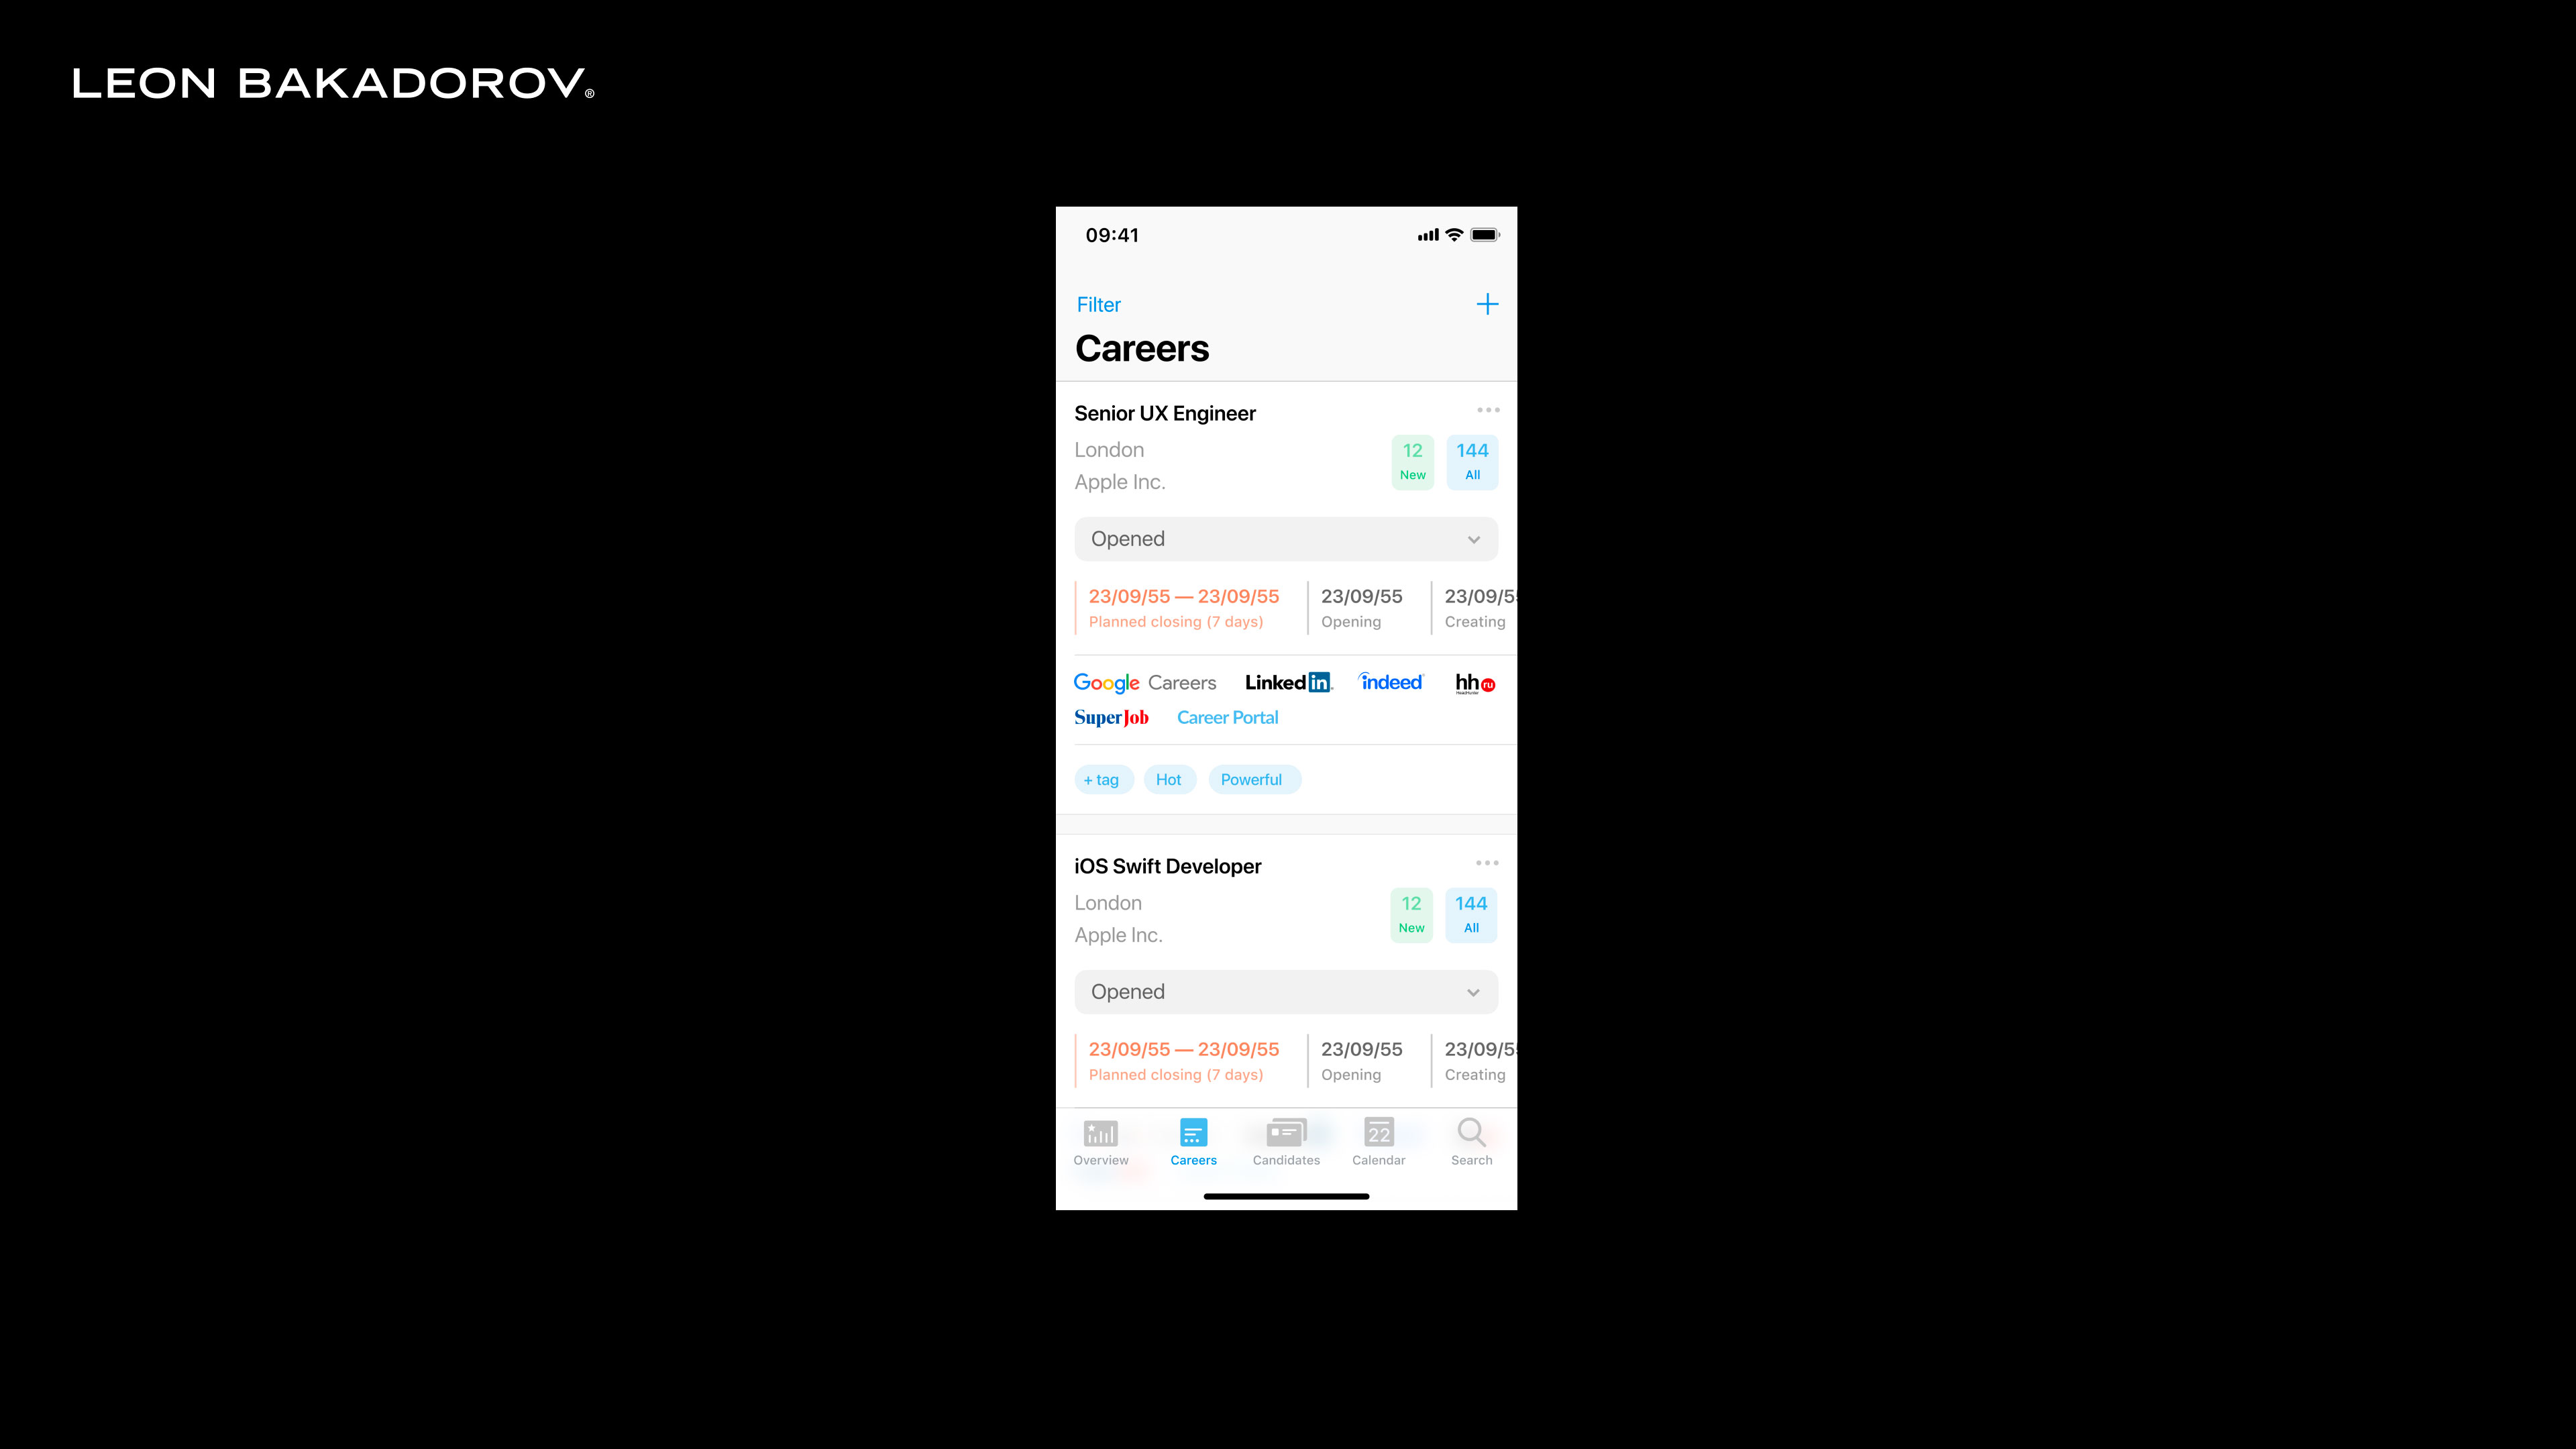 LEON BAKADOROV®
09:41
Filter
Careers
Senior UX Engineer
London
Apple Inc.
12
New
144
All
Opened
23/09/55 — 23/09/55
Planned closing (7 days)
23/09/55
Opening
23/09/5
Creating
Google Careers
LinkedIn
indeed
hh ru
SuperJob
Career Portal
+ tag
Hot
Powerful
iOS Swift Developer
London
Apple Inc.
12
New
144
All
Opened
23/09/55 — 23/09/55
Planned closing (7 days)
23/09/55
Opening
23/09/5
Creating
Overview
Careers
Candidates
22
Calendar
Search